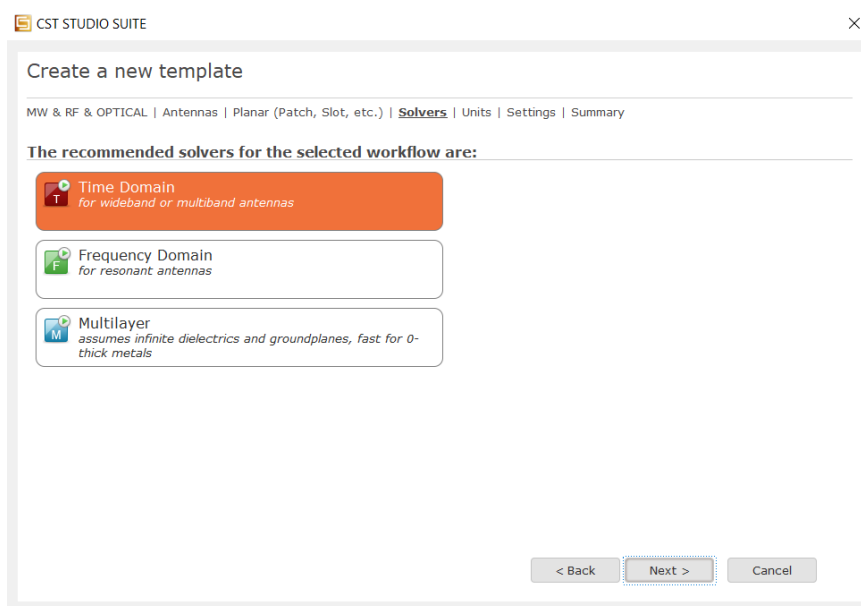 CST STUDIO SUITE
Create a new template
MW & RF & OPTICAL | Antennas | Planar (Patch, Slot, etc.) | Solvers | Units | Settings | Summary
The recommended solvers for the selected workflow are:
T
Time Domain
for wideband or multiband antennas
F
Frequency Domain
for resonant antennas
M
Multilayer
assumes infinite dielectrics and groundplanes, fast for 0-
thick metals
< Back Next > Cancel